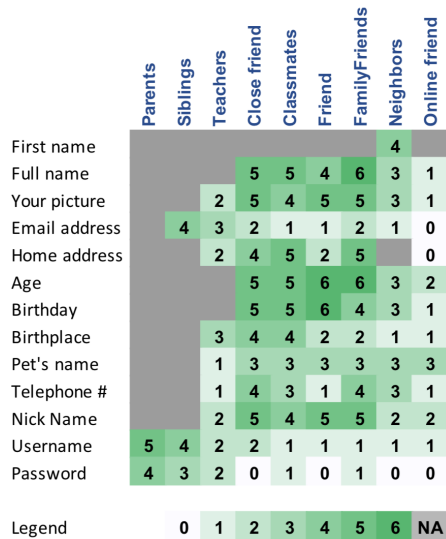 Parents Siblings Teachers Close friend Classmates Friend FamilyFriends Neighbors Online friend
First name 4
Full name 5 5 4 6 3 1
Your picture 2 5 4 5 5 3 1
Email address 4 3 2 1 1 2 1 0
Home address 2 4 5 2 5 0
Age 5 5 6 6 3 2
Birthday 5 5 6 4 3 1
Birthplace 3 4 4 2 2 1 1
Pet's name 1 3 3 3 3 3 3
Telephone # 1 4 3 1 4 3 1
Nick Name 2 5 4 5 5 2 2
Username 5 4 2 2 1 1 1 1 1
Password 4 3 2 0 1 0 1 0 0
Legend 0 1 2 3 4 5 6 NA